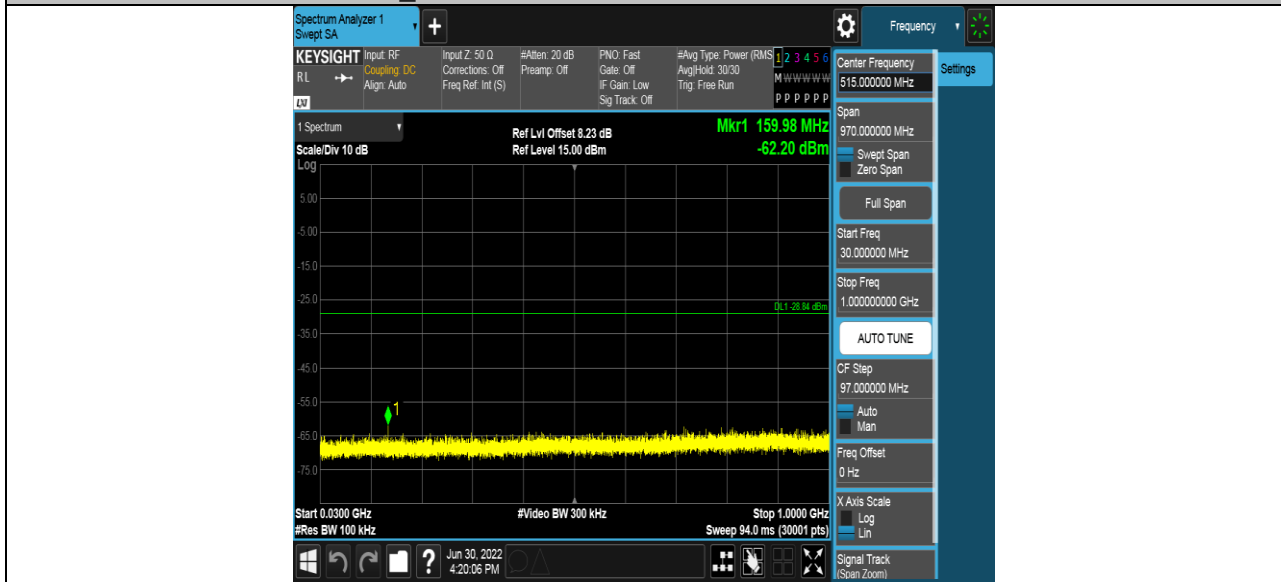 Spectrum Analyzer 1
Swept SA
+
Frequency
KEYSIGHT
RL
LXI
Input: RF
Coupling: DC
Align: Auto
Input Z: 50 Ω
Corrections: Off
Freq Ref: Int (S)
#Atten: 20 dB
Preamp: Off
PNO: Fast
Gate: Off
IF Gain: Low
Sig Track: Off
#Avg Type: Power (RMS
Avg|Hold: 30/30
Trig: Free Run
1 2 3 4 5 6
M W W W W W
P P P P P P
1 Spectrum
Scale/Div 10 dB
Ref Lvl Offset 8.23 dB
Ref Level 15.00 dBm
Mkr1 159.98 MHz
-62.20 dBm
Log
5.00
-5.00
-15.0
-25.0
DL1 -28.84 dBm
-35.0
-45.0
-55.0
1
-65.0
-75.0
Start 0.0300 GHz
#Res BW 100 kHz
#Video BW 300 kHz
Stop 1.0000 GHz
Sweep 94.0 ms (30001 pts)
?
Jun 30, 2022
4:20:06 PM
Center Frequency
515.000000 MHz
Span
970.000000 MHz
Swept Span
Zero Span
Full Span
Start Freq
30.000000 MHz
Stop Freq
1.000000000 GHz
AUTO TUNE
CF Step
97.000000 MHz
Auto
Man
Freq Offset
0 Hz
X Axis Scale
Log
Lin
Signal Track
(Span Zoom)
Settings